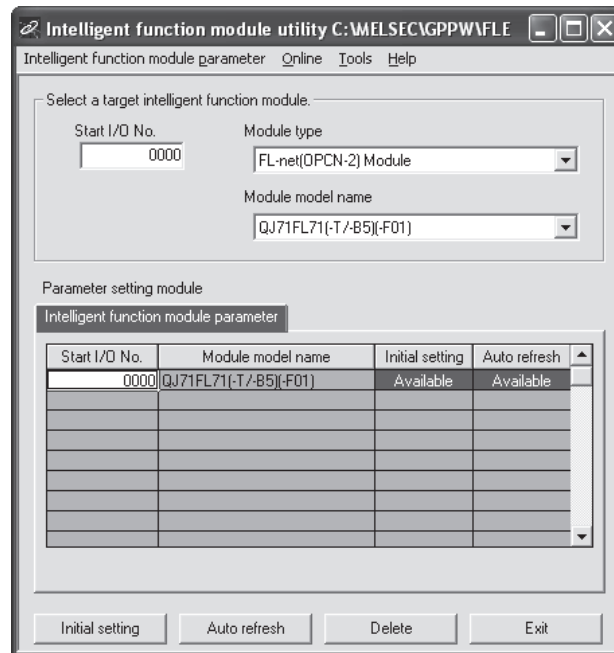 Intelligent function module utility C:\MELSEC\GPPW\FLE
Intelligent function module parameter Online Tools Help
Select a target intelligent function module.
Start I/O No. Module type
0000 FL-net(OPCN-2) Module
Module model name
QJ71FL71(-T/-B5)(-F01)
Parameter setting module
Intelligent function module parameter
Start I/O No. Module model name Initial setting Auto refresh
0000 QJ71FL71(-T/-B5)(-F01) Available Available
Initial setting Auto refresh Delete Exit